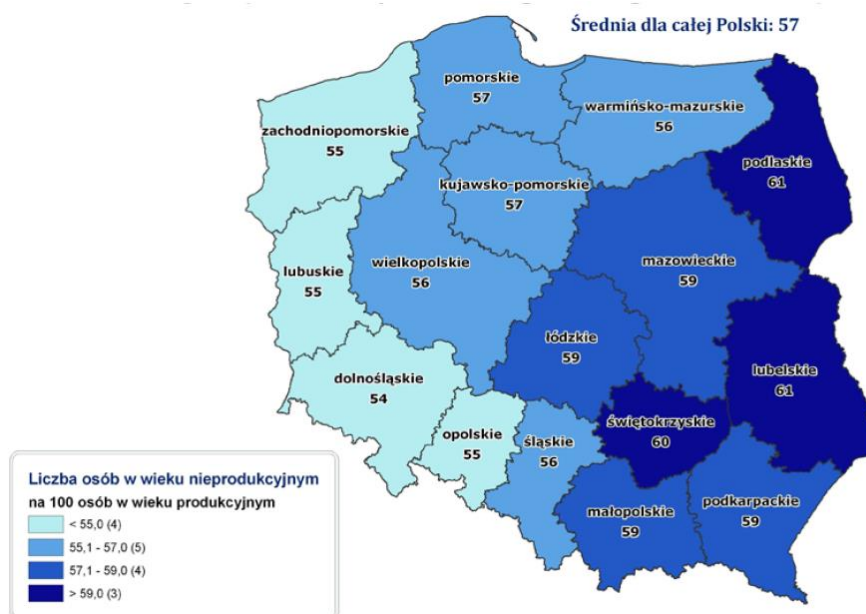 Średnia dla całej Polski: 57
pomorskie
57
warmińsko-mazurskie
56
zachodniopomorskie
55
podlaskie
61
kujawsko-pomorskie
57
mazowieckie
59
lubuskie
55
wielkopolskie
56
łódzkie
59
lubelskie
61
dolnośląskie
54
świętokrzyskie
60
opolskie
55
śląskie
56
małopolskie
59
podkarpackie
59
Liczba osób w wieku nieprodukcyjnym
na 100 osób w wieku produkcyjnym
< 55,0 (4)
55,1 - 57,0 (5)
57,1 - 59,0 (4)
> 59,0 (3)